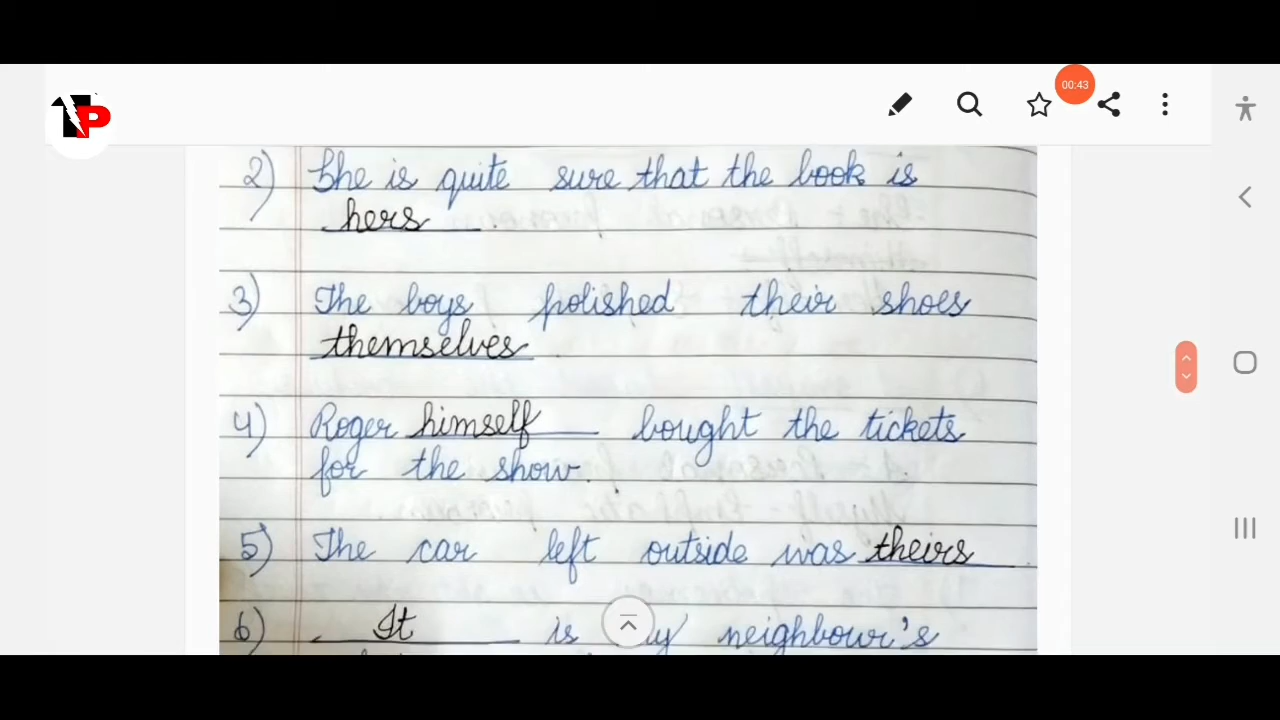 00:43
P
2) She is quite sure that the book is
hers.
3) The boys polished their shoes
themselves.
4) Roger himself bought the tickets
for the show.
5) The car left outside was theirs
6) It is neighbour's